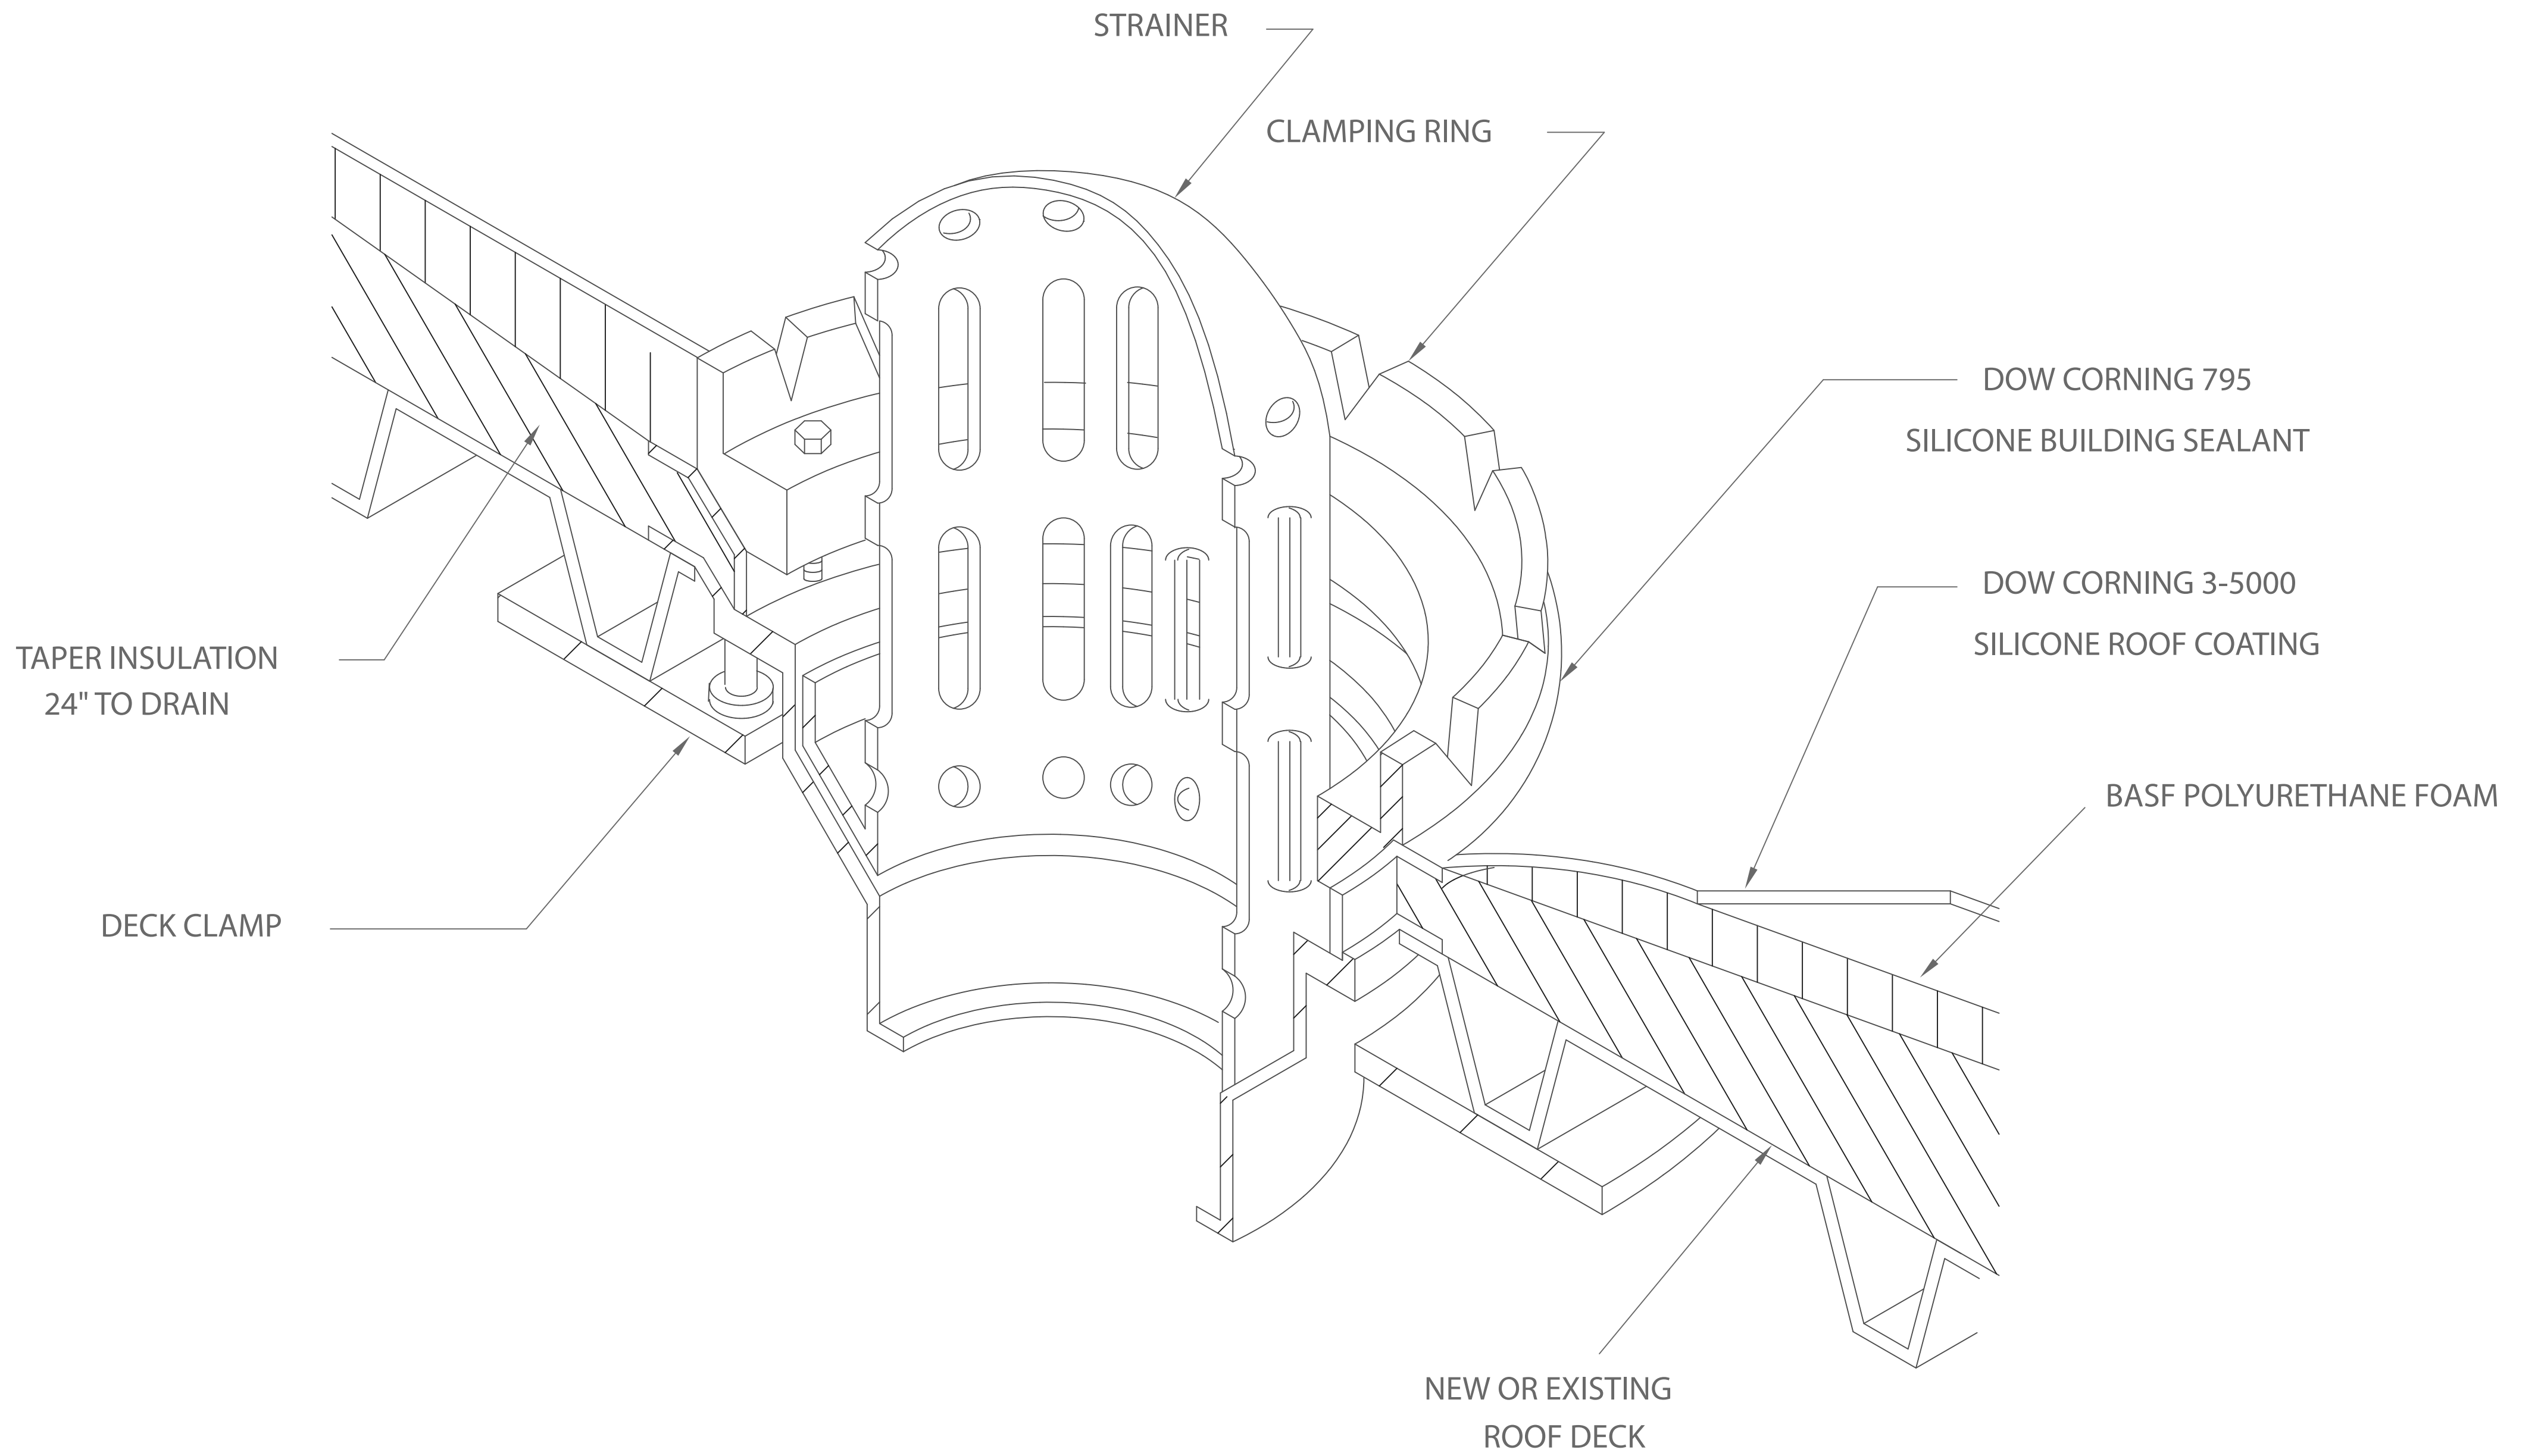 STRAINER
CLAMPING RING
DOW CORNING 795
SILICONE BUILDING SEALANT
DOW CORNING 3-5000
SILICONE ROOF COATING
TAPER INSULATION
24" TO DRAIN
BASF POLYURETHANE FOAM
DECK CLAMP
NEW OR EXISTING
ROOF DECK